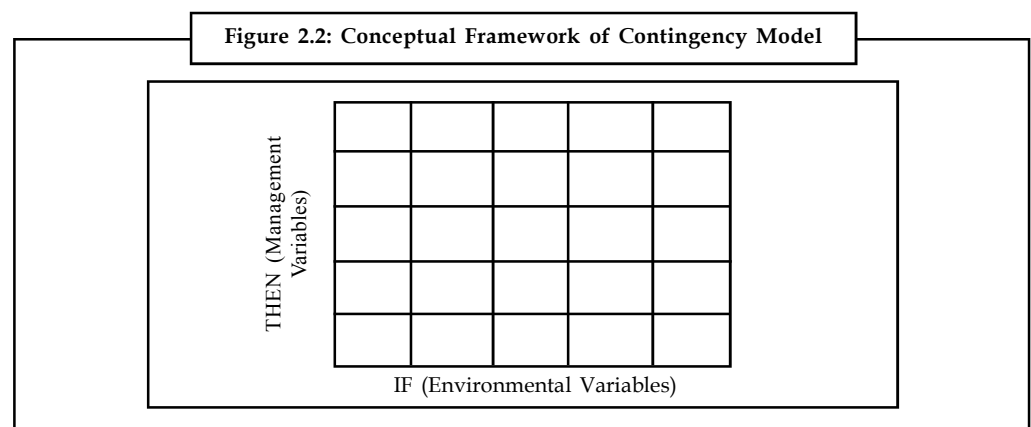 Figure 2.2: Conceptual Framework of Contingency Model
THEN (Management
Variables)
IF (Environmental Variables)